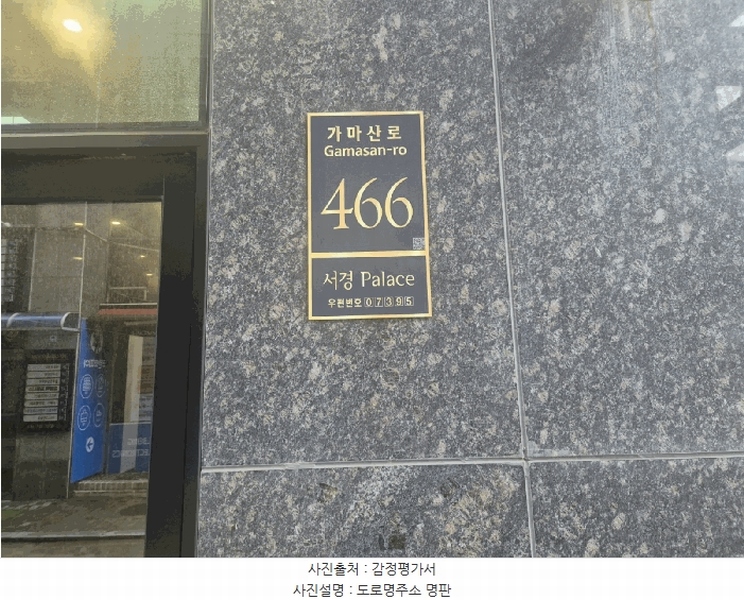 가마산로
Gamasan-ro
466
서경 Palace
우편번호 07395
사진출처 : 감정평가서
사진설명 : 도로명주소 명판